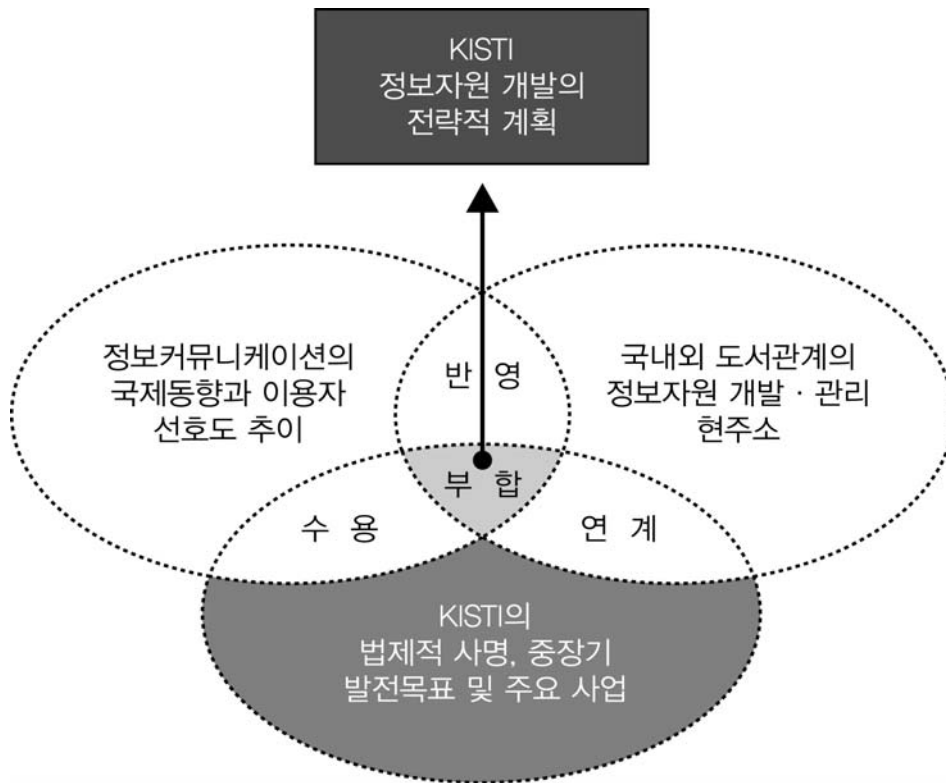 KISTI
정보자원 개발의
전략적 계획
정보커뮤니케이션의
국제동향과 이용자
선호도 추이
반 영
국내외 도서관계의
정보자원 개발 · 관리
현주소
부 합
수 용
연 계
KISTI의
법제적 사명, 중장기
발전목표 및 주요 사업